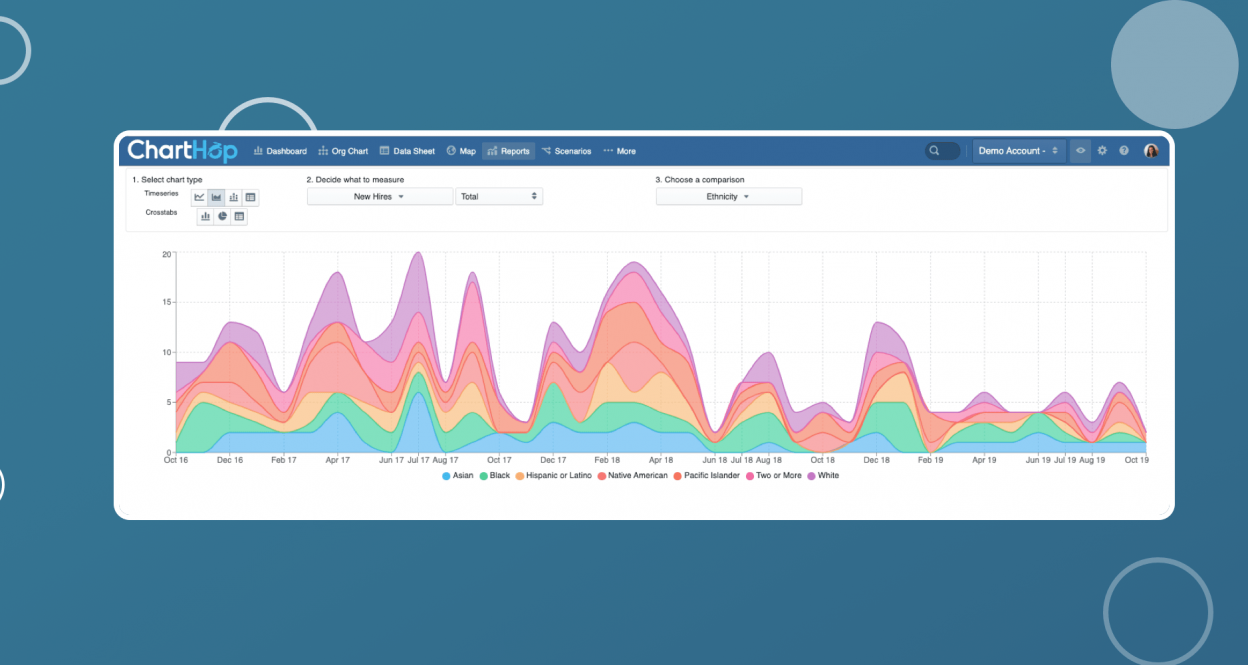 ChartHop Dashboard Org Chart Data Sheet Map Reports Scenarios More Demo Account -
1. Select chart type 2. Decide what to measure 3. Choose a comparison
Timeseries New Hires Total Ethnicity
Crosstabs
20
15
10
5
0
Oct 16 Dec 16 Feb 17 Apr 17 Jun 17 Jul 17 Aug 17 Oct 17 Dec 17 Feb 18 Apr 18 Jun 18 Jul 18 Aug 18 Oct 18 Dec 18 Feb 19 Apr 19 Jun 19 Jul 19 Aug 19 Oct 19
Asian Black Hispanic or Latino Native American Pacific Islander Two or More White